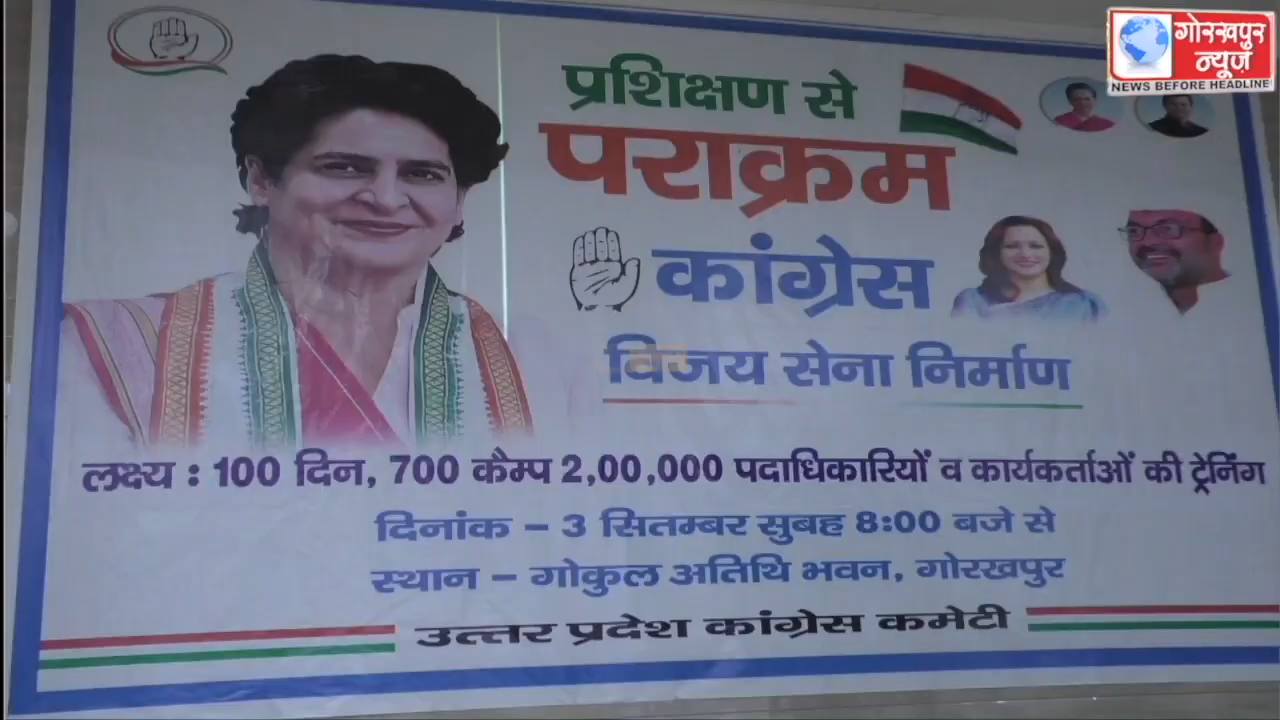 गोरखपुर
न्यूज़
NEWS BEFORE HEADLINE
प्रशिक्षण से
पराक्रम
कांग्रेस
विजय सेना निर्माण
लक्ष्य : 100 दिन, 700 कैम्प 2,00,000 पदाधिकारियों व कार्यकर्ताओं की ट्रेनिंग
दिनांक – 3 सितम्बर सुबह 8:00 बजे से
स्थान – गोकुल अतिथि भवन, गोरखपुर
उत्तर प्रदेश कांग्रेस कमेटी